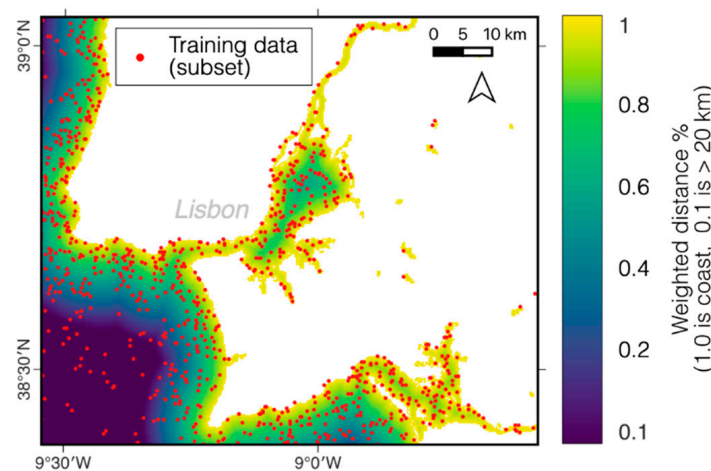 Training data
(subset)
0 5 10 km
Lisbon
39°0'N
38°30'N
9°30'W
9°0'W
1
0.8
0.6
0.4
0.2
0.1
Weighted distance %
(1.0 is coast, 0.1 is > 20 km)